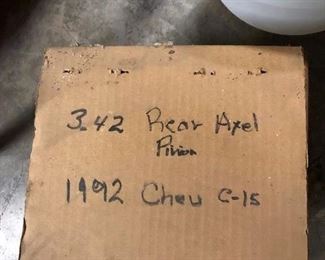 3.42 Rear Axel
Pinion
1992 Chev C-15